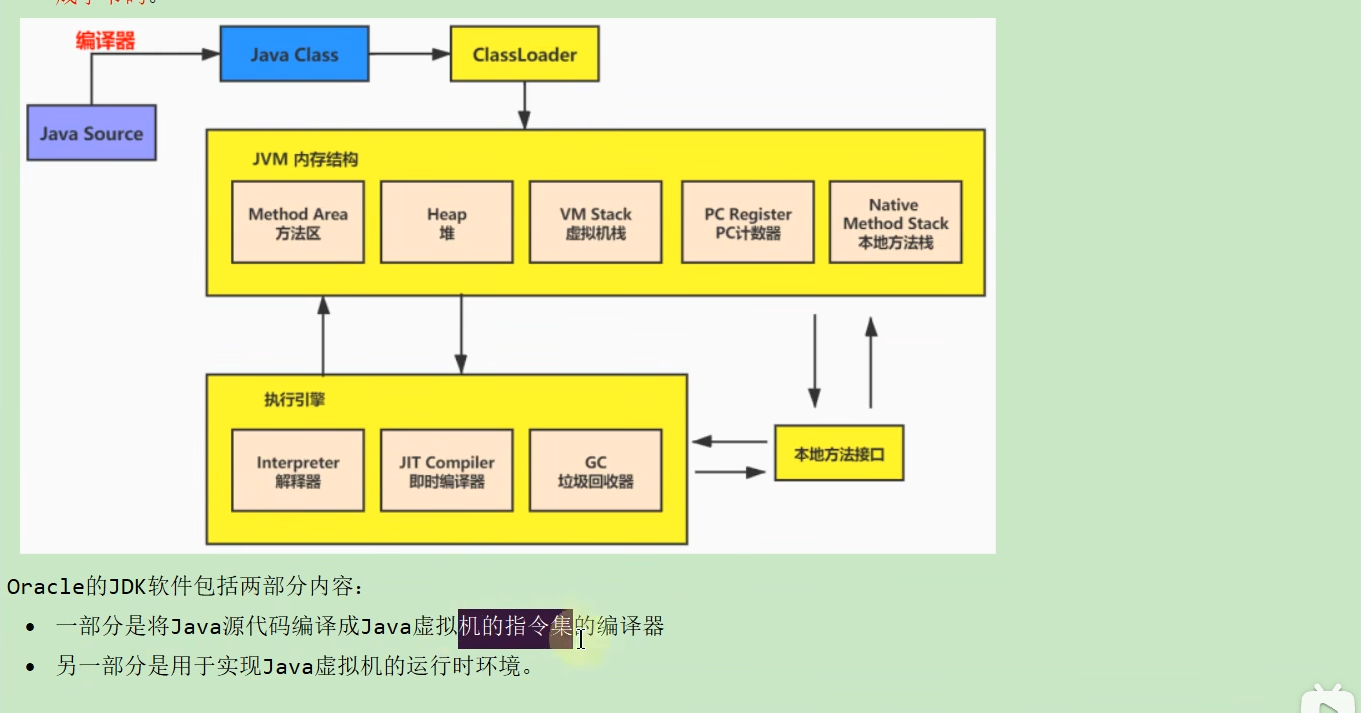 编译器
Java Class
ClassLoader
Java Source
JVM 内存结构
Method Area
方法区
Heap
堆
VM Stack
虚拟机栈
PC Register
PC计数器
Native
Method Stack
本地方法栈
执行引擎
Interpreter
解释器
JIT Compiler
即时编译器
GC
垃圾回收器
本地方法接口
Oracle的JDK软件包括两部分内容:
• 一部分是将Java源代码编译成Java虚拟机的指令集的编译器
• 另一部分是用于实现Java虚拟机的运行时环境。